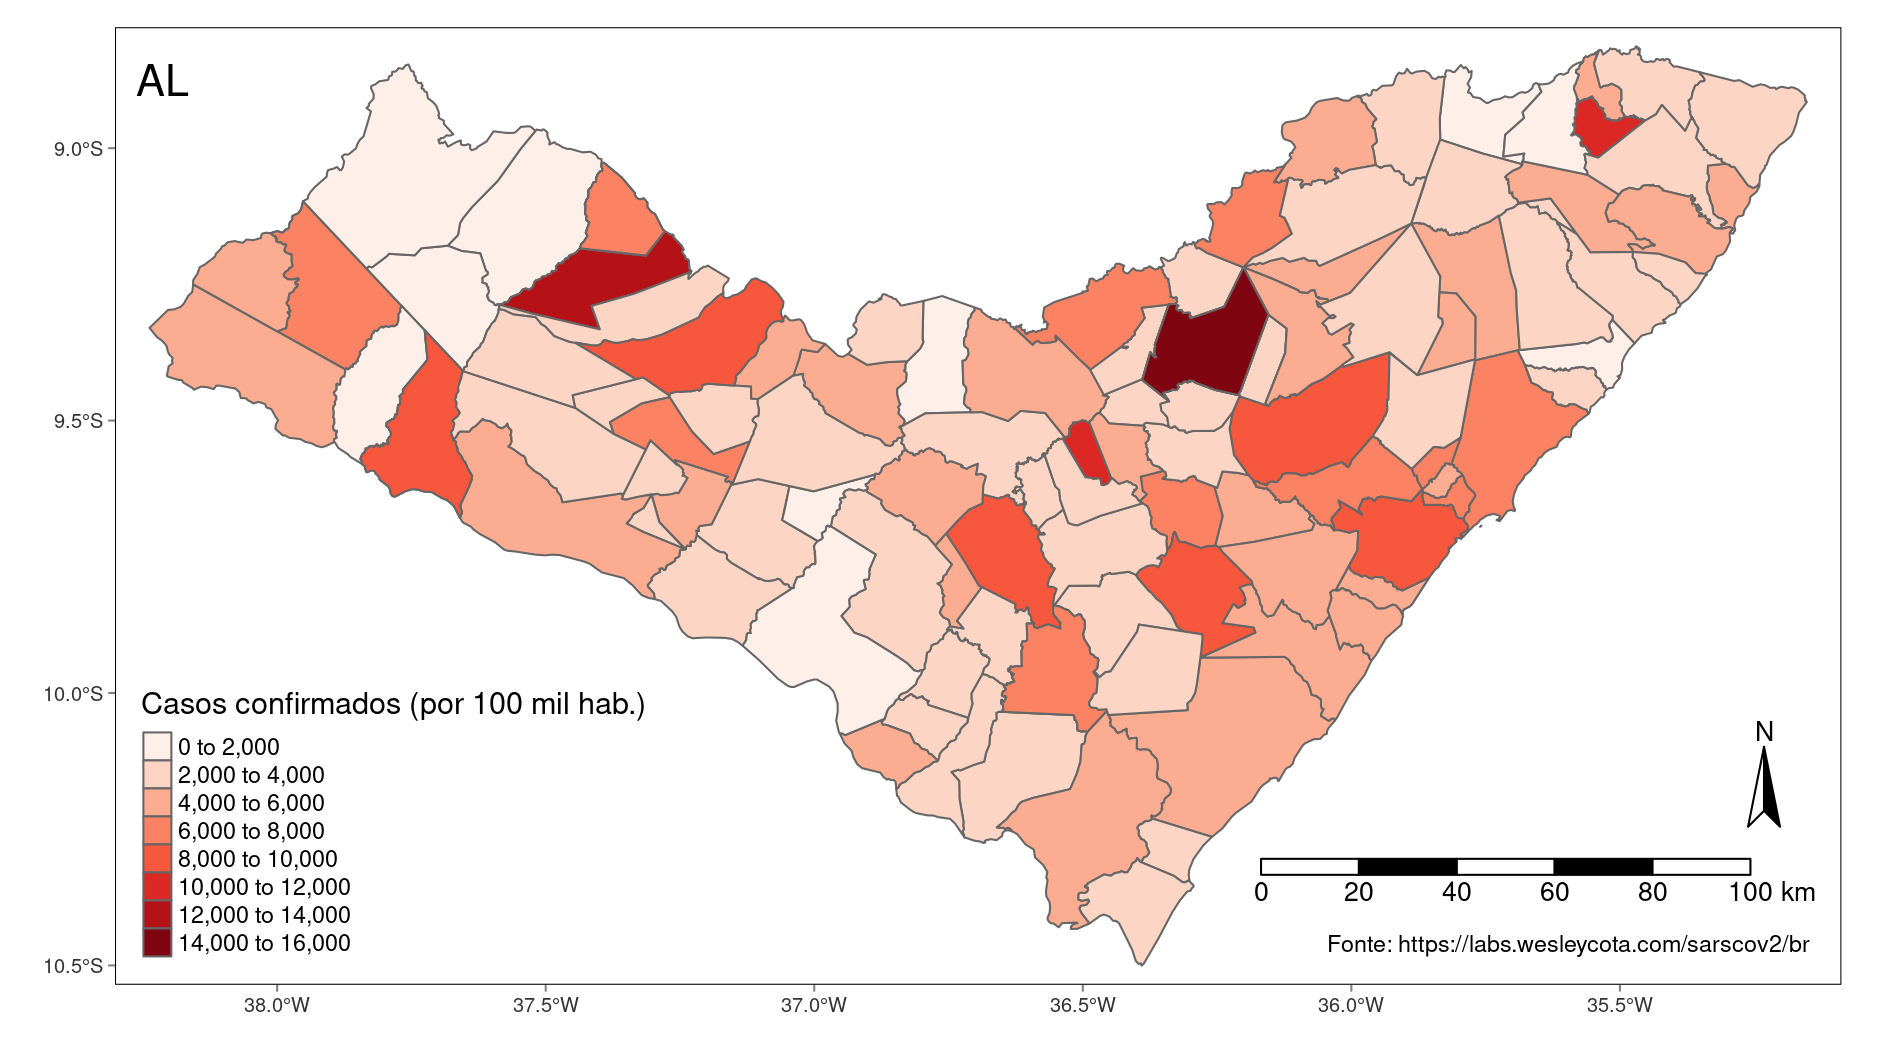 AL
9.0°S
9.5°S
10.0°S
10.5°S
Casos confirmados (por 100 mil hab.)
0 to 2,000
2,000 to 4,000
4,000 to 6,000
6,000 to 8,000
8,000 to 10,000
10,000 to 12,000
12,000 to 14,000
14,000 to 16,000
N
0 20 40 60 80 100 km
Fonte: https://labs.wesleycota.com/sarscov2/br
38.0°W 37.5°W 37.0°W 36.5°W 36.0°W 35.5°W